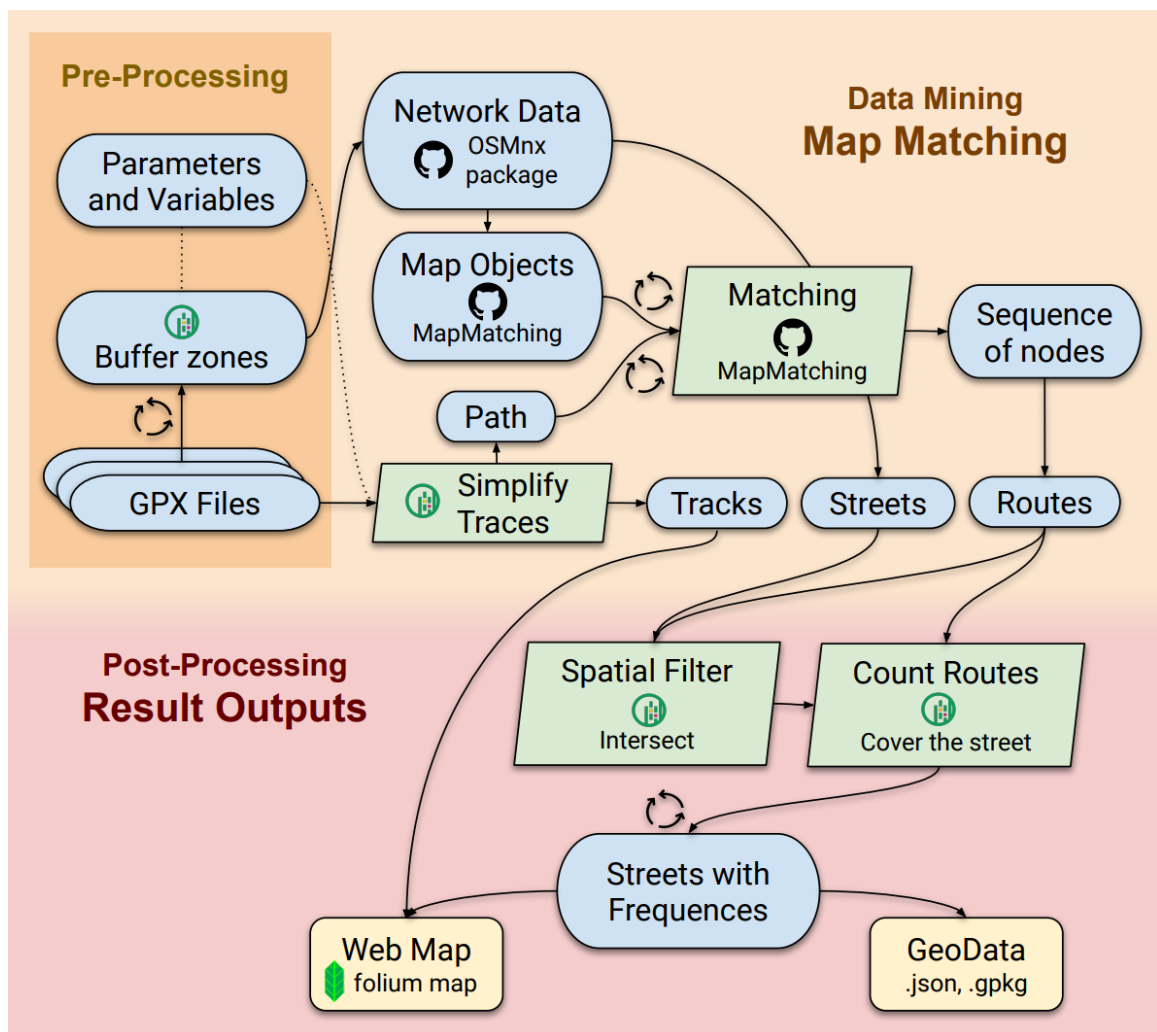 Pre-Processing
Parameters
and Variables
Buffer zones
GPX Files
Data Mining
Map Matching
Network Data
OSMnx
package
Map Objects
MapMatching
Matching
MapMatching
Sequence
of nodes
Path
Simplify
Traces
Tracks
Streets
Routes
Post-Processing
Result Outputs
Spatial Filter
Intersect
Count Routes
Cover the street
Streets with
Frequences
Web Map
folium map
GeoData
.json, .gpkg